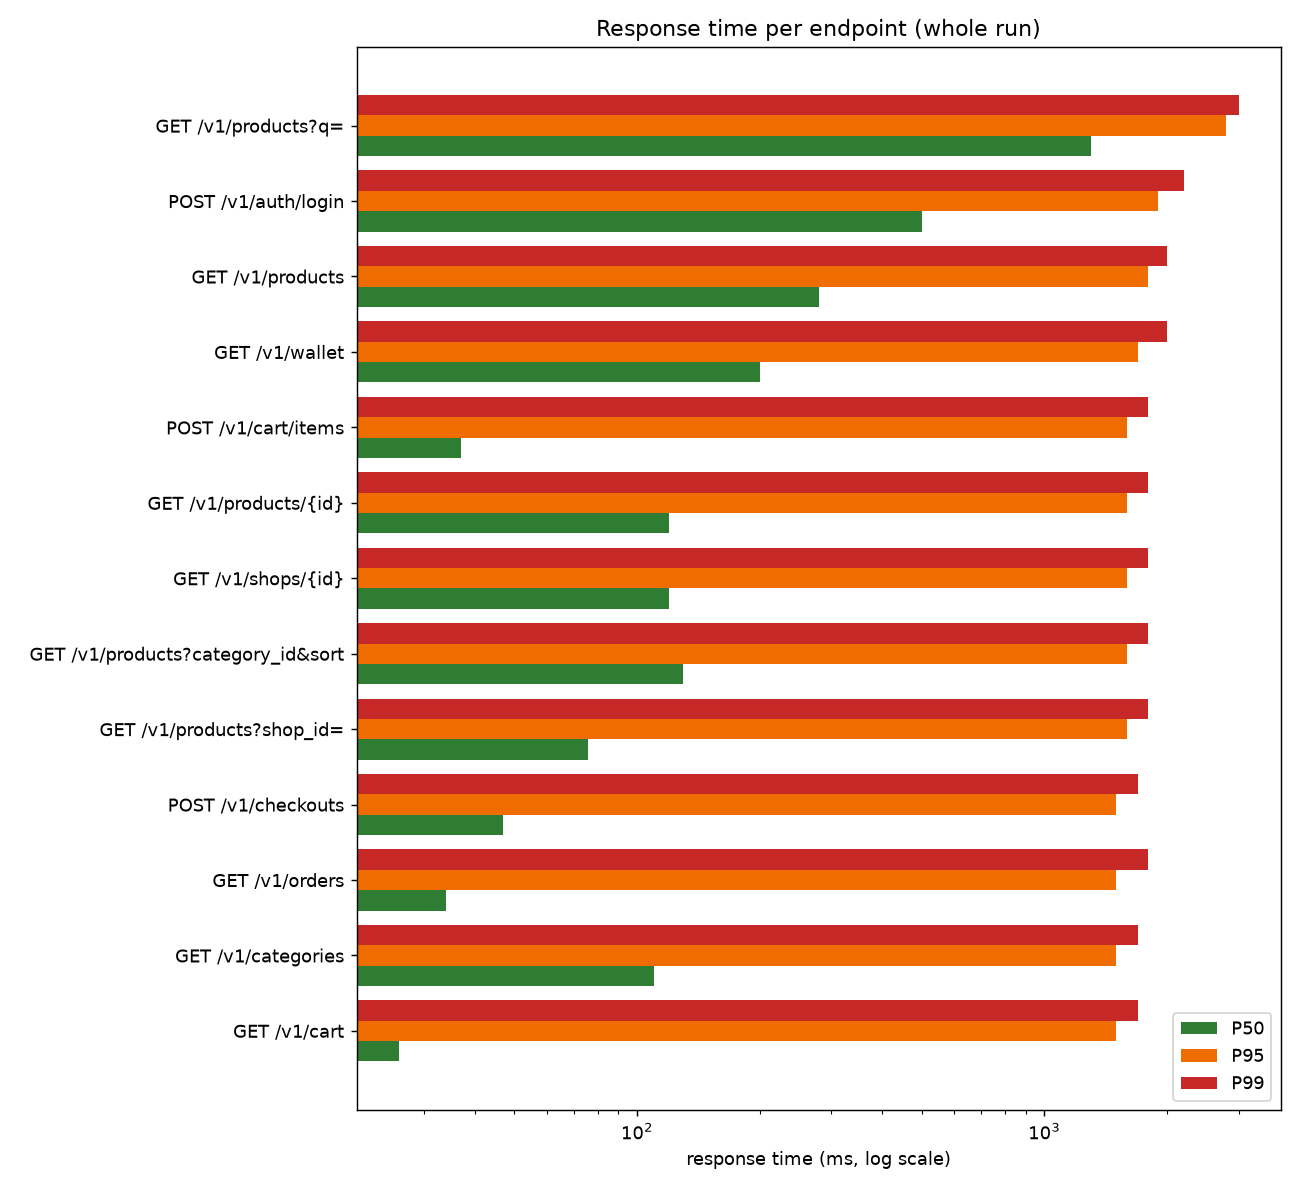 Response time per endpoint (whole run)
GET /v1/products?q=
POST /v1/auth/login
GET /v1/products
GET /v1/wallet
POST /v1/cart/items
GET /v1/products/{id}
GET /v1/shops/{id}
GET /v1/products?category_id&sort
GET /v1/products?shop_id=
POST /v1/checkouts
GET /v1/orders
GET /v1/categories
GET /v1/cart
P50
P95
P99
10² 10³
response time (ms, log scale)